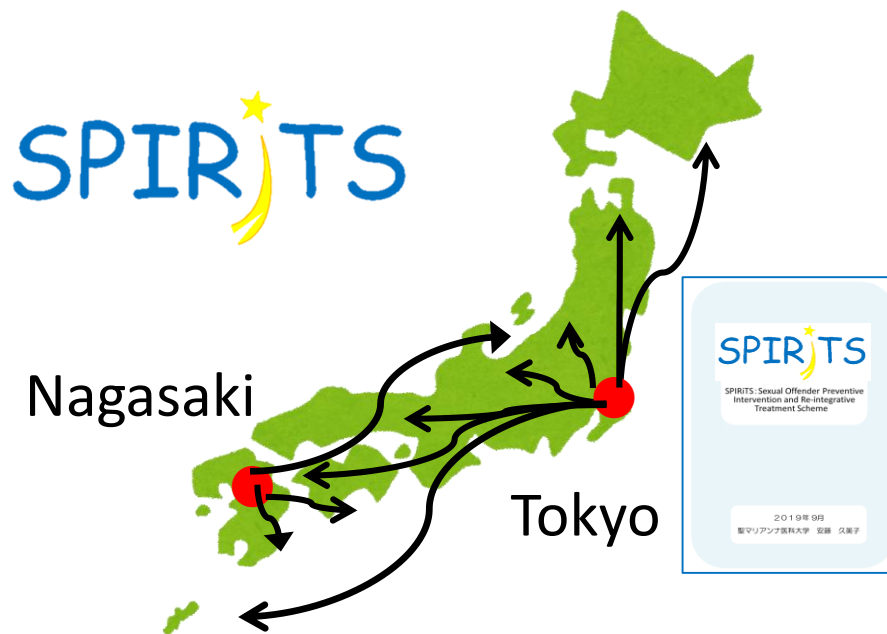 SPIRiTS
Nagasaki
Tokyo
SPIRiTS
SPIRiTS:Sexual Offender Preventive
Intervention and Re-integrative
Treatment Scheme
2019年9月
聖マリアンナ医科大学 安藤 久美子